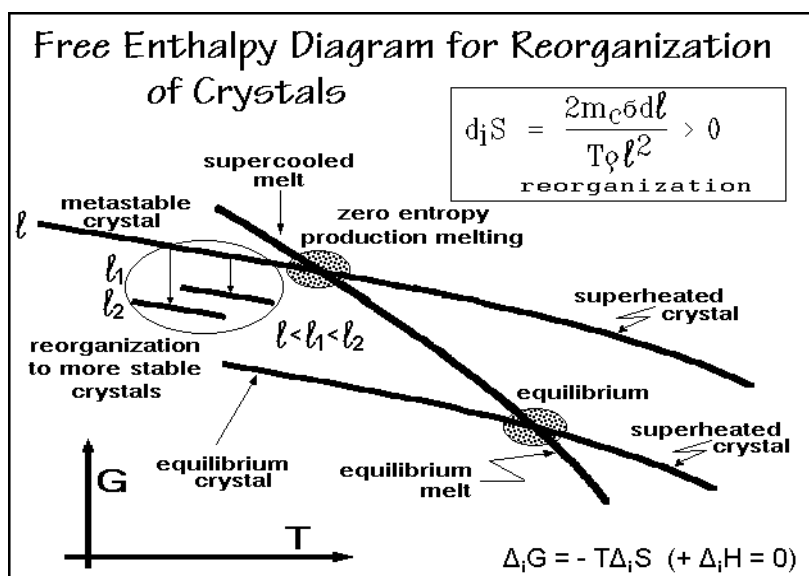 Free Enthalpy Diagram for Reorganization
of Crystals
dᵢS = 2m꜀σdℓ / Tϱℓ² > 0
reorganization
supercooled
melt
metastable
crystal
ℓ
zero entropy
production melting
ℓ₁
ℓ₂
ℓ<ℓ₁<ℓ₂
superheated
crystal
reorganization
to more stable
crystals
equilibrium
superheated
crystal
equilibrium
crystal
equilibrium
melt
G
T
ΔᵢG = - TΔᵢS (+ ΔᵢH = 0)